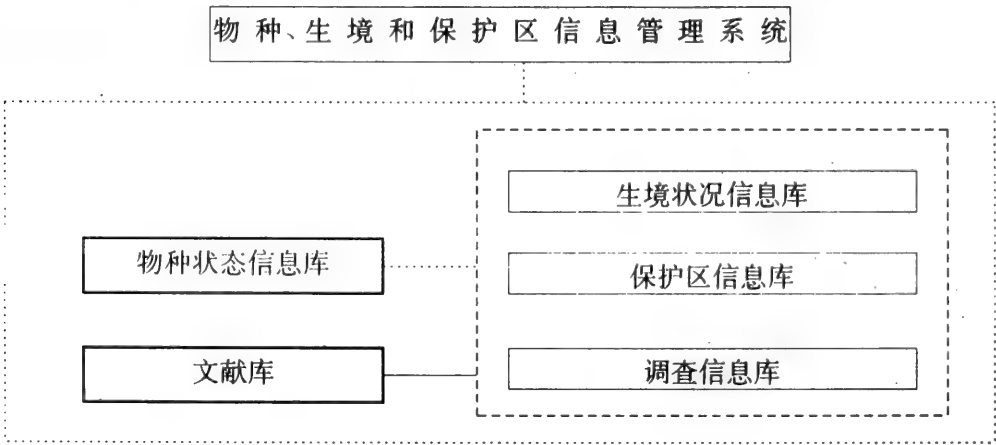 物种、生境和保护区信息管理系统
生境状况信息库
物种状态信息库
保护区信息库
文献库
调查信息库